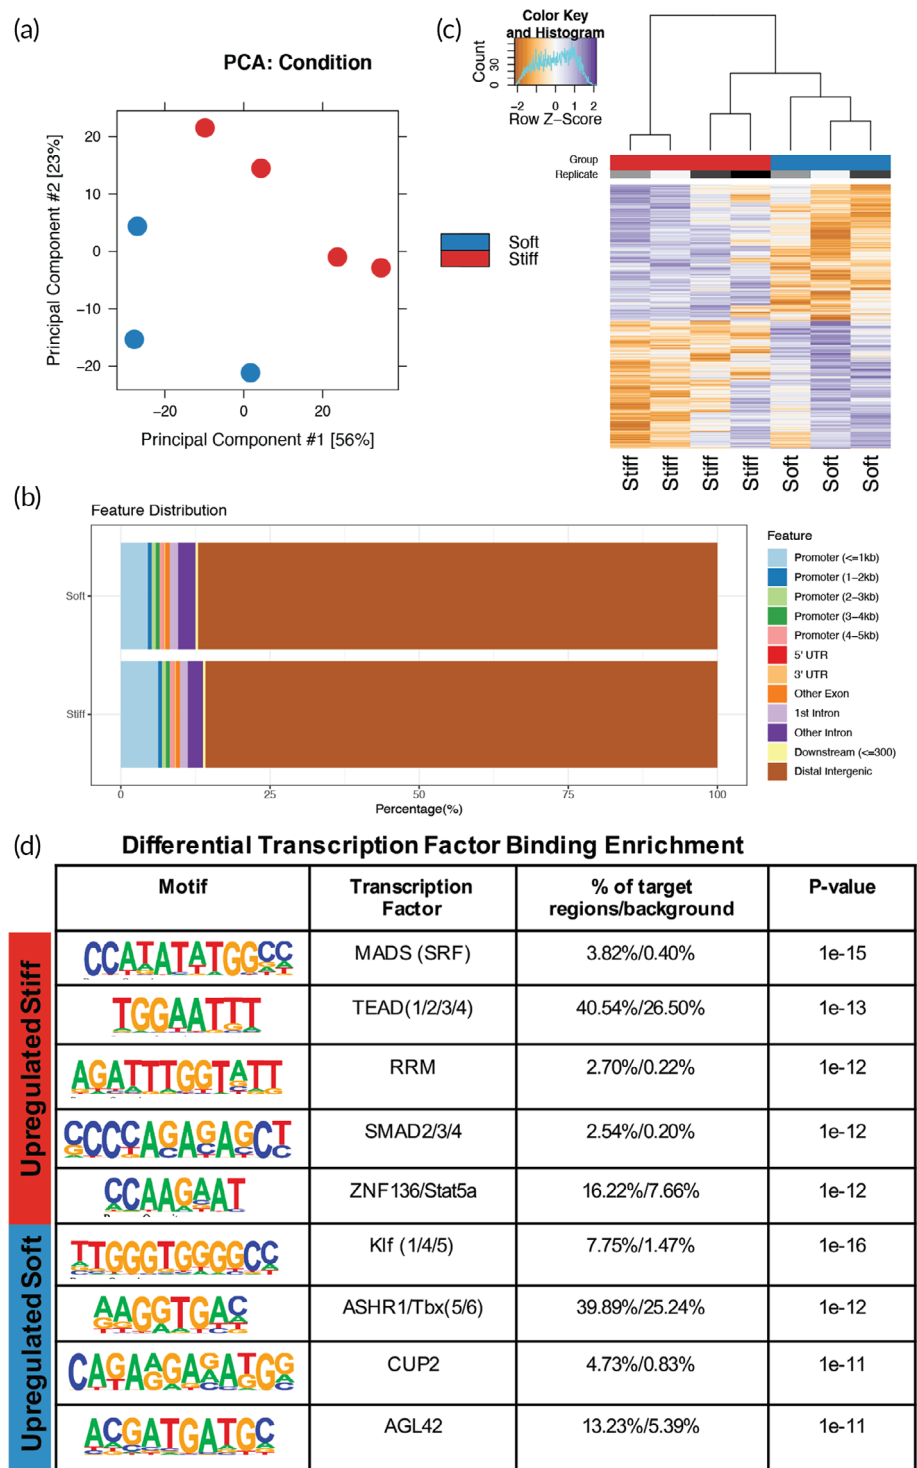 (a)
PCA: Condition
Principal Component #2 [23%]
20
10
0
−10
−20
−20
0
20
Principal Component #1 [56%]
Soft
Stiff
(c)
Color Key
and Histogram
Count
0 30
−2 0 1 2
Row Z−Score
Group
Replicate
Stiff
Stiff
Stiff
Stiff
Soft
Soft
Soft
(b)
Feature Distribution
Soft
Stiff
0
25
50
75
100
Percentage(%)
Feature
Promoter (<=1kb)
Promoter (1−2kb)
Promoter (2−3kb)
Promoter (3−4kb)
Promoter (4−5kb)
5' UTR
3' UTR
Other Exon
1st Intron
Other Intron
Downstream (<=300)
Distal Intergenic
(d)
Differential Transcription Factor Binding Enrichment
Motif
Transcription
Factor
% of target
regions/background
P-value
Upregulated Stiff
CCATATATGGCC
MADS (SRF)
3.82%/0.40%
1e-15
TGGAATTT
TEAD(1/2/3/4)
40.54%/26.50%
1e-13
AGATTTGGTATT
RRM
2.70%/0.22%
1e-12
GCCCTAGAGAGCT
SMAD2/3/4
2.54%/0.20%
1e-12
CCAAGAAT
ZNF136/Stat5a
16.22%/7.66%
1e-12
Upregulated Soft
TTGGGTGGGGCC
Klf (1/4/5)
7.75%/1.47%
1e-16
AAGGTGAC
ASHR1/Tbx(5/6)
39.89%/25.24%
1e-12
CAGAAGAGATGG
CUP2
4.73%/0.83%
1e-11
ACGATGATGC
AGL42
13.23%/5.39%
1e-11